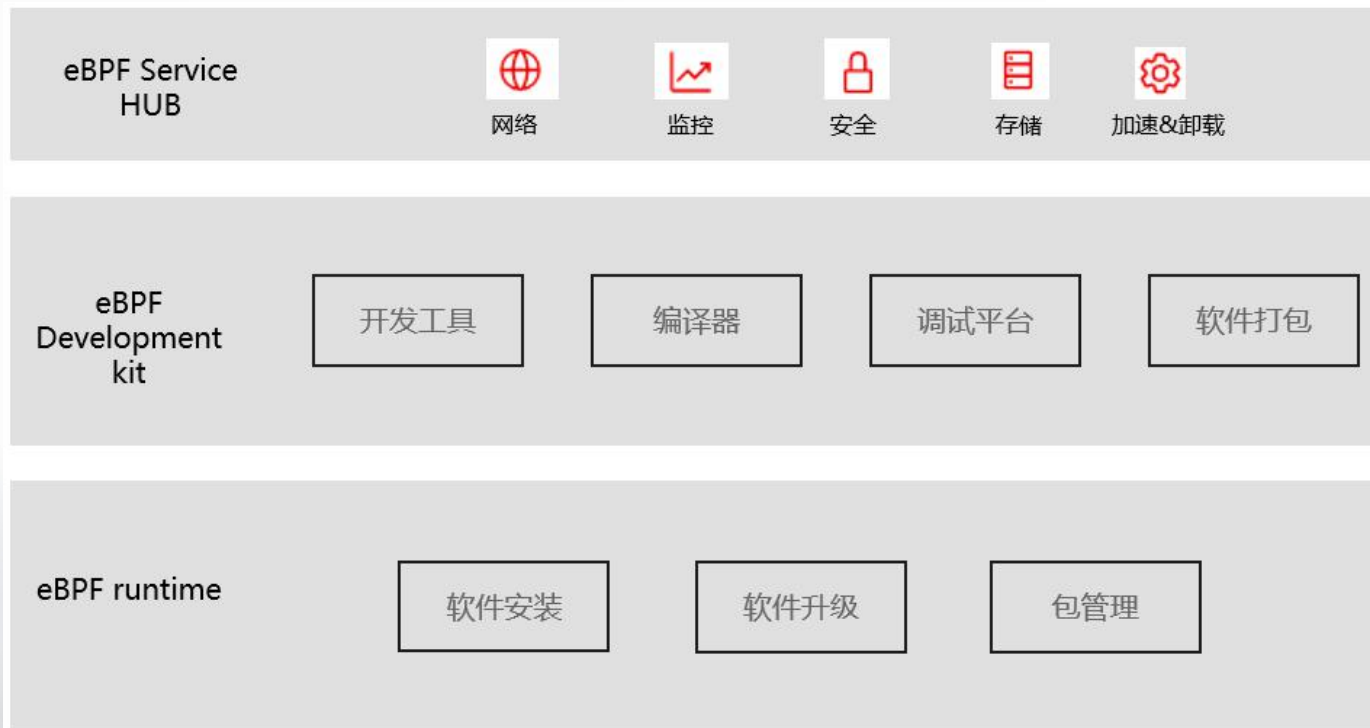 eBPF Service
HUB
网络
监控
安全
存储
加速&卸载
eBPF
Development
kit
开发工具
编译器
调试平台
软件打包
eBPF runtime
软件安装
软件升级
包管理